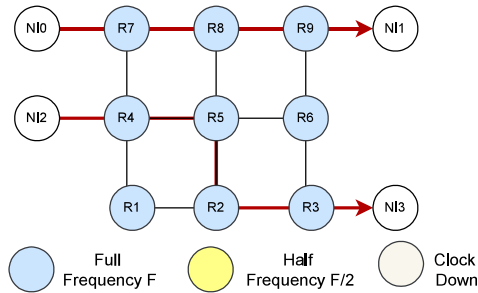 NI0 R7 R8 R9 NI1
NI2 R4 R5 R6
R1 R2 R3 NI3
Full
Frequency F
Half
Frequency F/2
Clock
Down